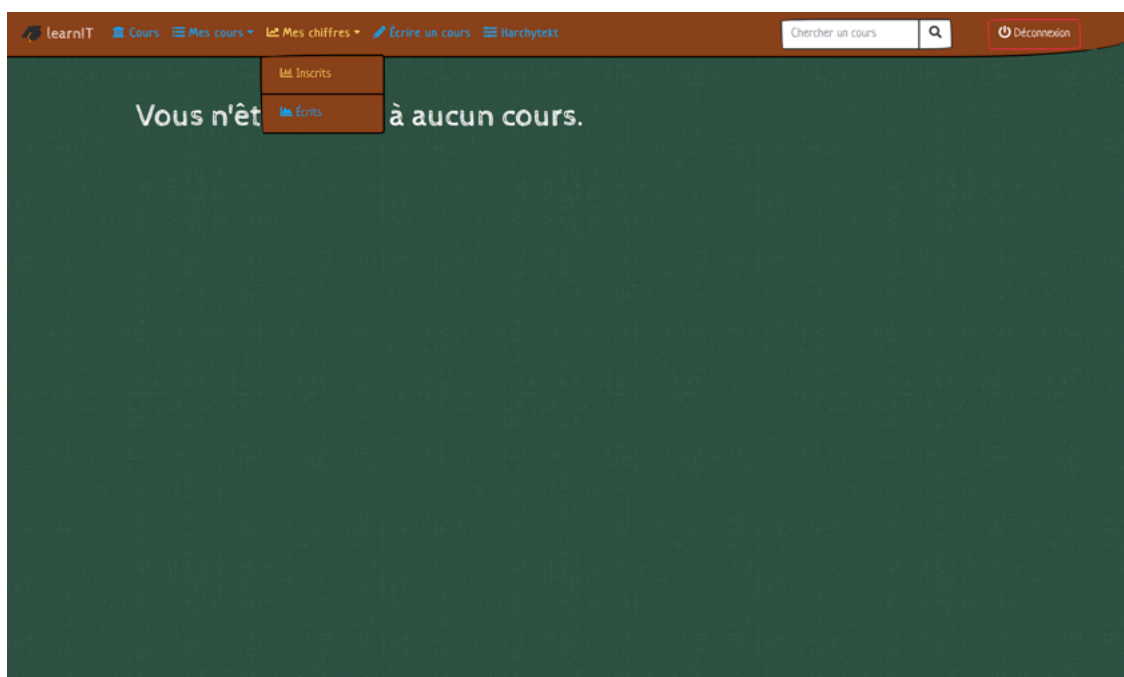 learnIT Cours Mes cours Mes chiffres Écrire un cours Harchytekt Chercher un cours Déconnexion
Inscrits
Écrits
Vous n'êt à aucun cours.